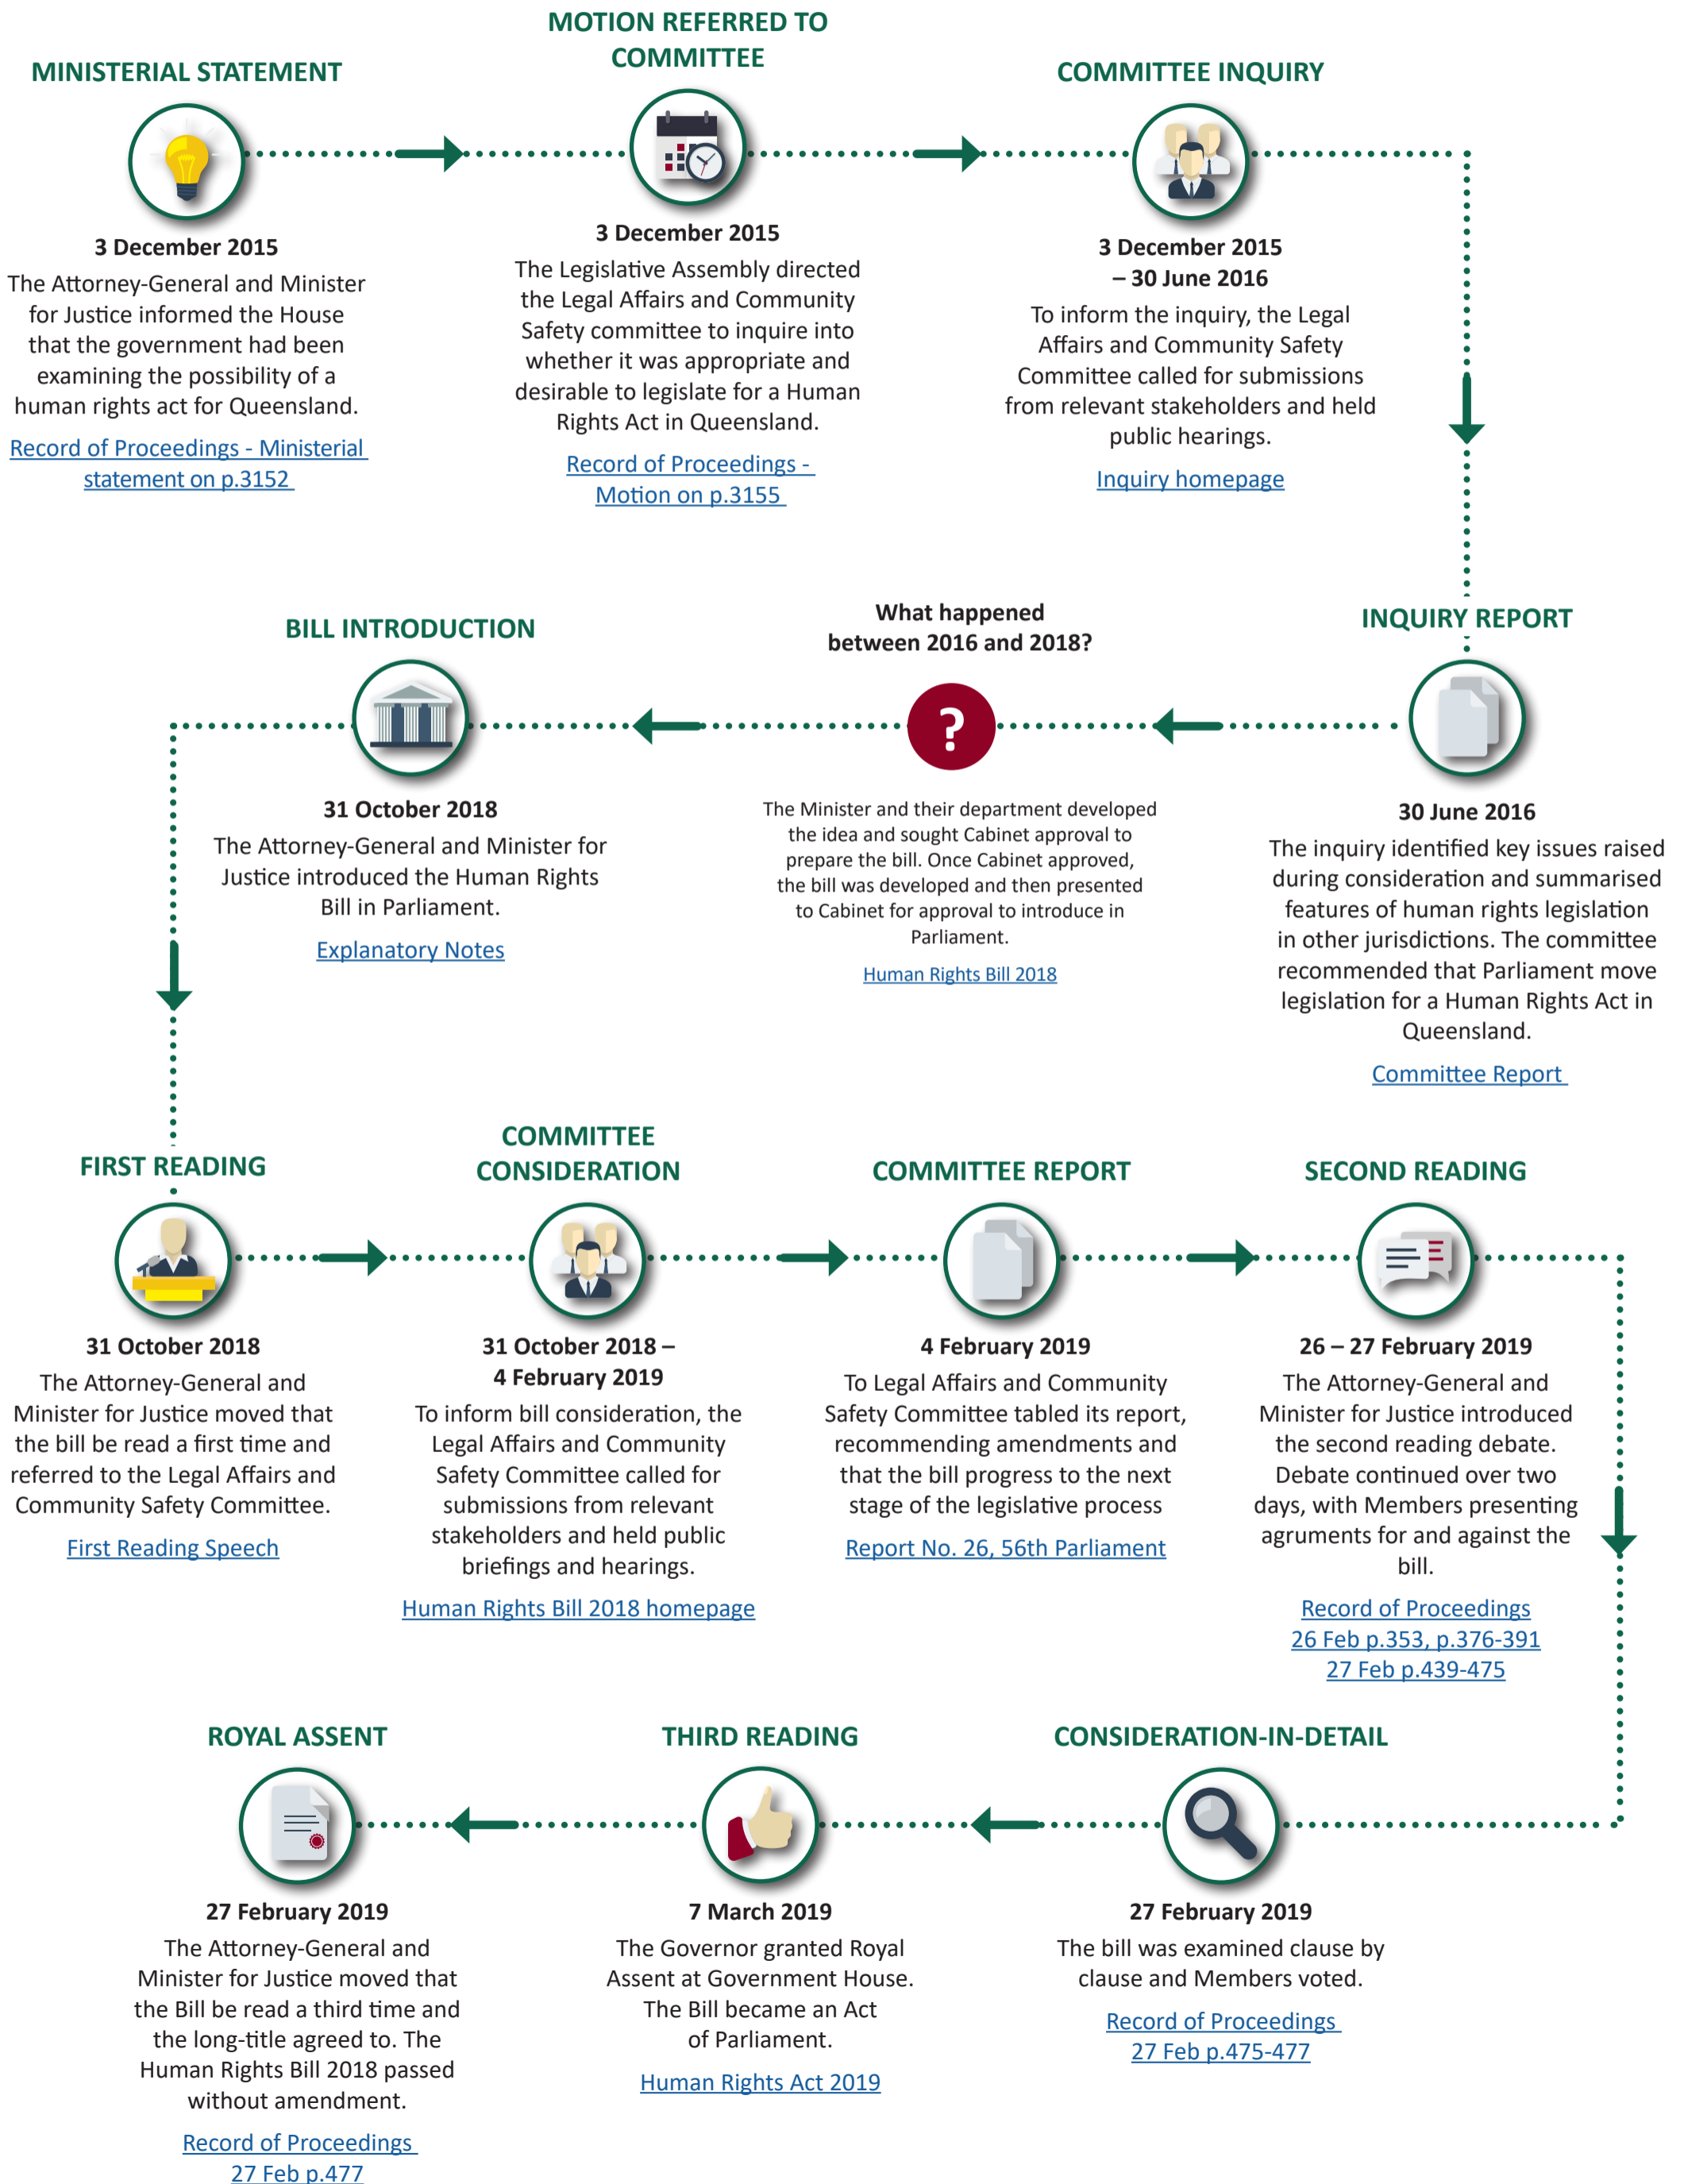 MINISTERIAL STATEMENT
3 December 2015
The Attorney-General and Minister
for Justice informed the House
that the government had been
examining the possibility of a
human rights act for Queensland.
Record of Proceedings - Ministerial
statement on p.3152
MOTION REFERRED TO
COMMITTEE
3 December 2015
The Legislative Assembly directed
the Legal Affairs and Community
Safety committee to inquire into
whether it was appropriate and
desirable to legislate for a Human
Rights Act in Queensland.
Record of Proceedings -
Motion on p.3155
COMMITTEE INQUIRY
3 December 2015
– 30 June 2016
To inform the inquiry, the Legal
Affairs and Community Safety
Committee called for submissions
from relevant stakeholders and held
public hearings.
Inquiry homepage
INQUIRY REPORT
30 June 2016
The inquiry identified key issues raised
during consideration and summarised
features of human rights legislation
in other jurisdictions. The committee
recommended that Parliament move
legislation for a Human Rights Act in
Queensland.
Committee Report
What happened
between 2016 and 2018?
?
The Minister and their department developed
the idea and sought Cabinet approval to
prepare the bill. Once Cabinet approved,
the bill was developed and then presented
to Cabinet for approval to introduce in
Parliament.
Human Rights Bill 2018
BILL INTRODUCTION
31 October 2018
The Attorney-General and Minister for
Justice introduced the Human Rights
Bill in Parliament.
Explanatory Notes
FIRST READING
31 October 2018
The Attorney-General and
Minister for Justice moved that
the bill be read a first time and
referred to the Legal Affairs and
Community Safety Committee.
First Reading Speech
COMMITTEE
CONSIDERATION
31 October 2018 –
4 February 2019
To inform bill consideration, the
Legal Affairs and Community
Safety Committee called for
submissions from relevant
stakeholders and held public
briefings and hearings.
Human Rights Bill 2018 homepage
COMMITTEE REPORT
4 February 2019
To Legal Affairs and Community
Safety Committee tabled its report,
recommending amendments and
that the bill progress to the next
stage of the legislative process
Report No. 26, 56th Parliament
SECOND READING
26 – 27 February 2019
The Attorney-General and
Minister for Justice introduced
the second reading debate.
Debate continued over two
days, with Members presenting
agruments for and against the
bill.
Record of Proceedings
26 Feb p.353, p.376-391
27 Feb p.439-475
CONSIDERATION-IN-DETAIL
27 February 2019
The bill was examined clause by
clause and Members voted.
Record of Proceedings
27 Feb p.475-477
THIRD READING
7 March 2019
The Governor granted Royal
Assent at Government House.
The Bill became an Act
of Parliament.
Human Rights Act 2019
ROYAL ASSENT
27 February 2019
The Attorney-General and
Minister for Justice moved that
the Bill be read a third time and
the long-title agreed to. The
Human Rights Bill 2018 passed
without amendment.
Record of Proceedings
27 Feb p.477